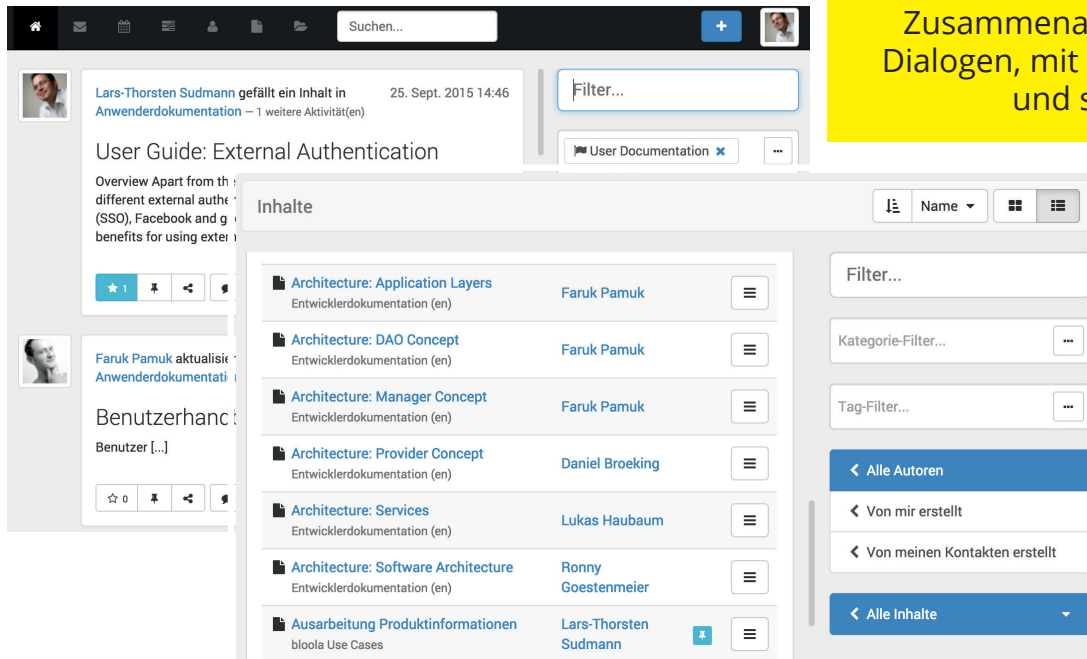 Suchen...
Zusammena
Dialogen, mit
und s
Lars-Thorsten Sudmann gefällt ein Inhalt in
25. Sept. 2015 14:46
Anwenderdokumentation – 1 weitere Aktivität(en)
User Guide: External Authentication
Overview Apart from the
different external authe
(SSO), Facebook and g
benefits for using exter
1
Filter...
User Documentation
Faruk Pamuk aktualisie
Anwenderdokumentati
Benutzerhand
Benutzer [...]
0
Inhalte
Name
Architecture: Application Layers
Entwicklerdokumentation (en)
Faruk Pamuk
Architecture: DAO Concept
Entwicklerdokumentation (en)
Faruk Pamuk
Architecture: Manager Concept
Entwicklerdokumentation (en)
Faruk Pamuk
Architecture: Provider Concept
Entwicklerdokumentation (en)
Daniel Broeking
Architecture: Services
Entwicklerdokumentation (en)
Lukas Haubaum
Architecture: Software Architecture
Entwicklerdokumentation (en)
Ronny
Goestenmeier
Ausarbeitung Produktinformationen
bloola Use Cases
Lars-Thorsten
Sudmann
Filter...
Kategorie-Filter...
Tag-Filter...
Alle Autoren
Von mir erstellt
Von meinen Kontakten erstellt
Alle Inhalte